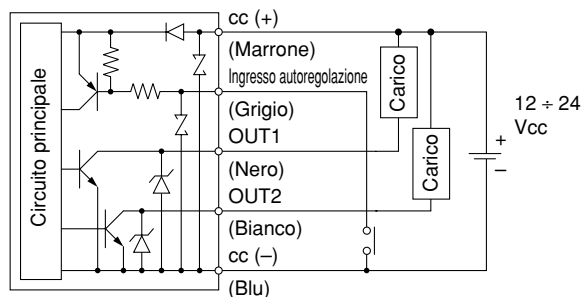 cc (+)
(Marrone)
Ingresso autoregolazione
(Grigio)
OUT1
(Nero)
OUT2
(Bianco)
cc (–)
(Blu)
Circuito principale
Carico
Carico
12 ÷ 24
Vcc
+
–